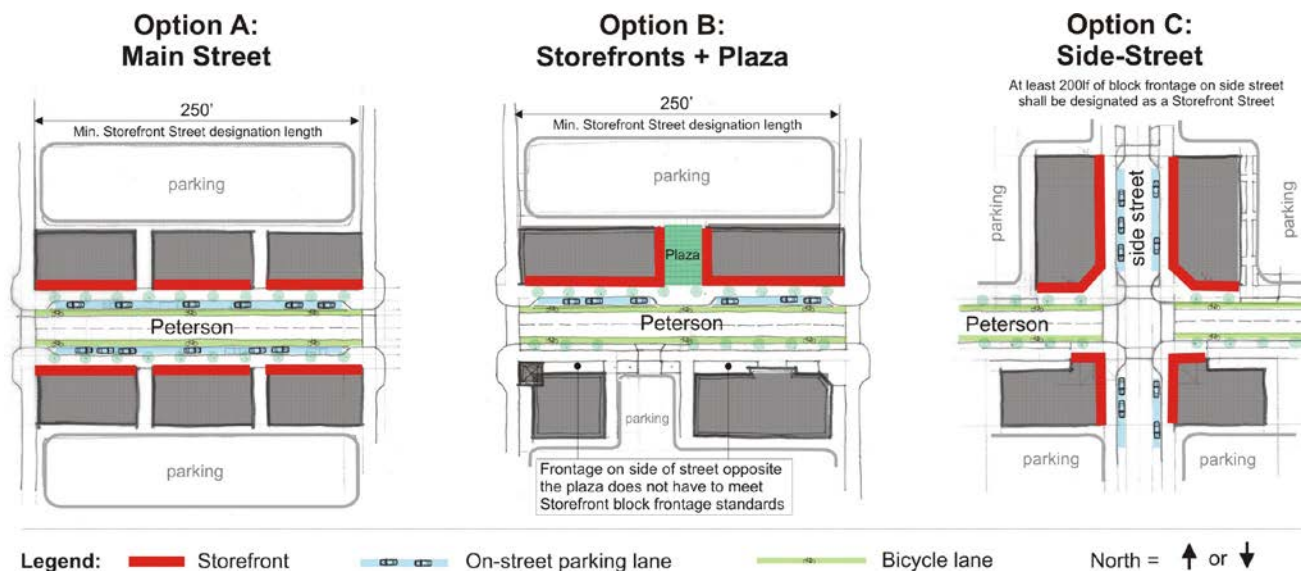 Option A:
Main Street
250'
Min. Storefront Street designation length
parking
Peterson
parking
Option B:
Storefronts + Plaza
250'
Min. Storefront Street designation length
parking
Plaza
Peterson
parking
Frontage on side of street opposite
the plaza does not have to meet
Storefront block frontage standards
Option C:
Side-Street
At least 200lf of block frontage on side street
shall be designated as a Storefront Street
parking
side street
parking
Peterson
parking
parking
Legend: Storefront On-street parking lane Bicycle lane North = or